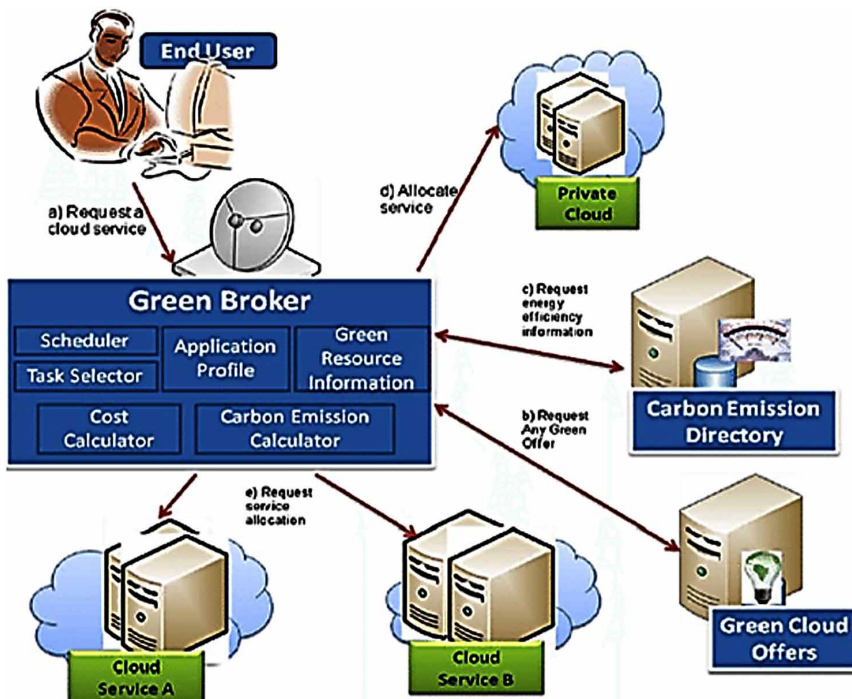 End User
a) Request a
cloud service
d) Allocate
service
Private
Cloud
Green Broker
Scheduler
Task Selector
Application
Profile
Green
Resource
Information
Cost
Calculator
Carbon Emission
Calculator
c) Request
energy
efficiency
information
Carbon Emission
Directory
b) Request
Any Green
Offer
e) Request
service
allocation
Green Cloud
Offers
Cloud
Service A
Cloud
Service B